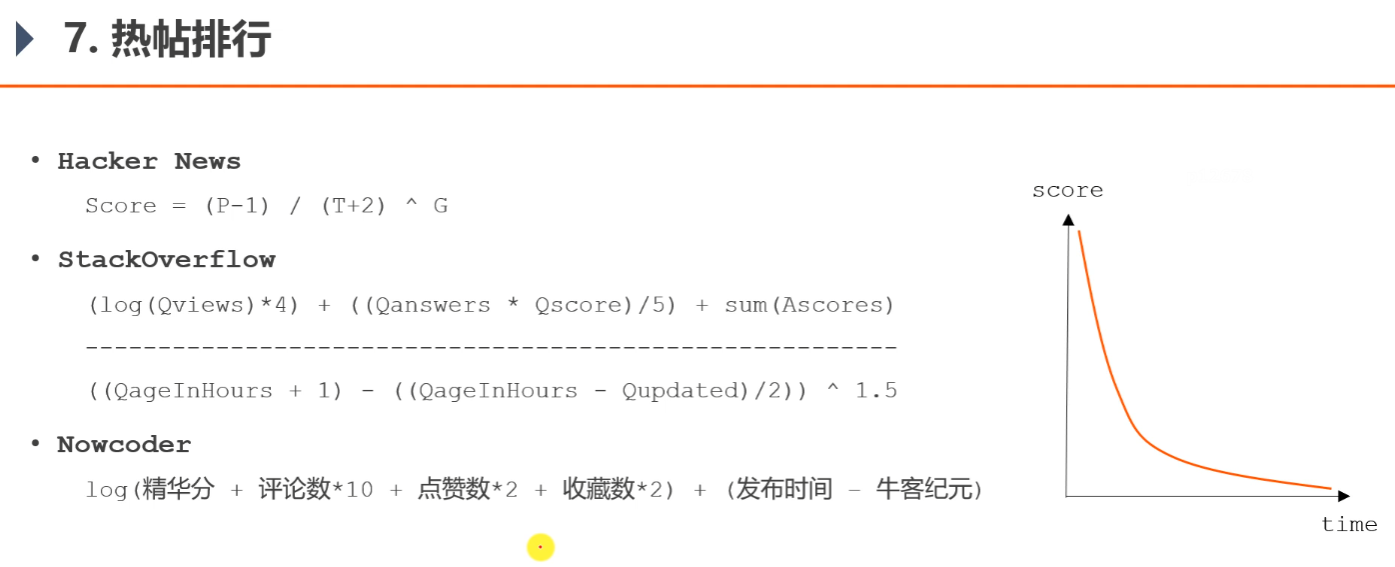 7. 热帖排行
• Hacker News
Score = (P-1) / (T+2) ^ G
• StackOverflow
(log(Qviews)*4) + ((Qanswers * Qscore)/5) + sum(Ascores)
--------------------------------------------------------
((QageInHours + 1) - ((QageInHours - Qupdated)/2)) ^ 1.5
• Nowcoder
log(精华分 + 评论数*10 + 点赞数*2 + 收藏数*2) + (发布时间 – 牛客纪元)
score
time